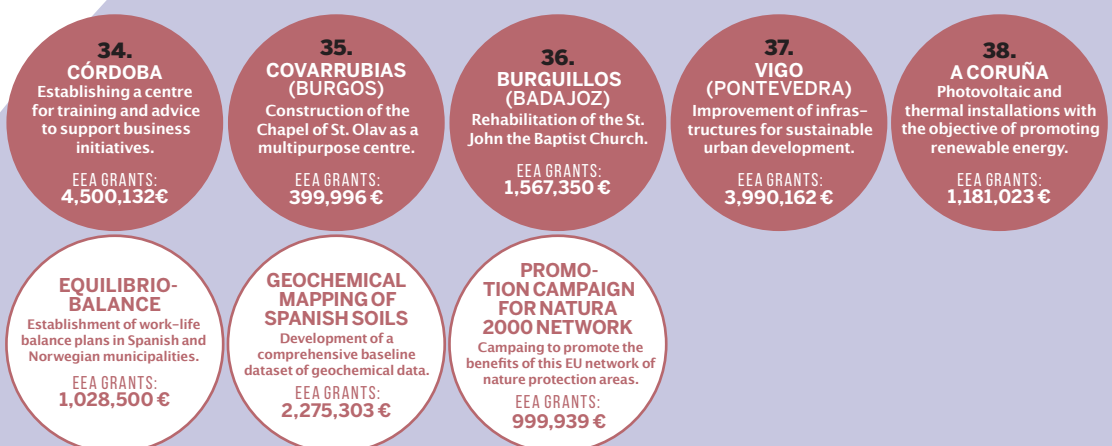 34.
CÓRDOBA
Establishing a centre
for training and advice
to support business
initiatives.
EEA GRANTS:
4,500,132€
35.
COVARRUBIAS
(BURGOS)
Construction of the
Chapel of St. Olav as a
multipurpose centre.
EEA GRANTS:
399,996 €
36.
BURGUILLOS
(BADAJOZ)
Rehabilitation of the St.
John the Baptist Church.
EEA GRANTS:
1,567,350 €
37.
VIGO
(PONTEVEDRA)
Improvement of infras-
tructures for sustainable
urban development.
EEA GRANTS:
3,990,162 €
38.
A CORUÑA
Photovoltaic and
thermal installations with
the objective of promoting
renewable energy.
EEA GRANTS:
1,181,023 €
EQUILIBRIO-
BALANCE
Establishment of work-life
balance plans in Spanish and
Norwegian municipalities.
EEA GRANTS:
1,028,500 €
GEOCHEMICAL
MAPPING OF
SPANISH SOILS
Development of a
comprehensive baseline
dataset of geochemical data.
EEA GRANTS:
2,275,303 €
PROMO-
TION CAMPAIGN
FOR NATURA
2000 NETWORK
Campaing to promote the
benefits of this EU network of
nature protection areas.
EEA GRANTS:
999,939 €